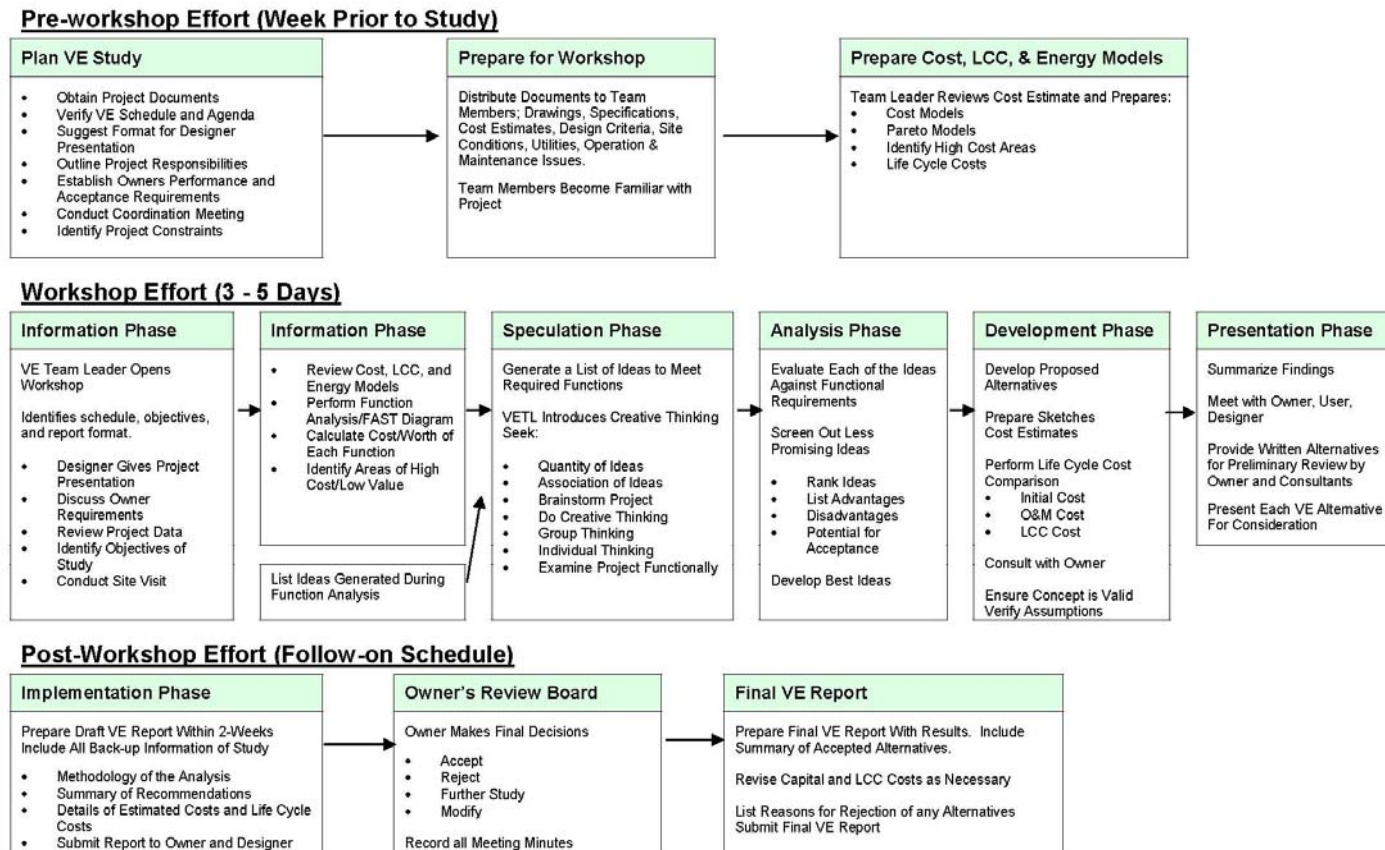 Pre-workshop Effort (Week Prior to Study)
Plan VE Study
• Obtain Project Documents
• Verify VE Schedule and Agenda
• Suggest Format for Designer
Presentation
• Outline Project Responsibilities
• Establish Owners Performance and
Acceptance Requirements
• Conduct Coordination Meeting
• Identify Project Constraints
Prepare for Workshop
Distribute Documents to Team
Members; Drawings, Specifications,
Cost Estimates, Design Criteria, Site
Conditions, Utilities, Operation &
Maintenance Issues.
Team Members Become Familiar with
Project
Prepare Cost, LCC, & Energy Models
Team Leader Reviews Cost Estimate and Prepares:
• Cost Models
• Pareto Models
• Identify High Cost Areas
• Life Cycle Costs
Workshop Effort (3 - 5 Days)
Information Phase
VE Team Leader Opens
Workshop
Identifies schedule, objectives,
and report format.
• Designer Gives Project
Presentation
• Discuss Owner
Requirements
• Review Project Data
• Identify Objectives of
Study
• Conduct Site Visit
Information Phase
• Review Cost, LCC, and
Energy Models
• Perform Function
Analysis/FAST Diagram
• Calculate Cost/Worth of
Each Function
• Identify Areas of High
Cost/Low Value
List Ideas Generated During
Function Analysis
Speculation Phase
Generate a List of Ideas to Meet
Required Functions
VETL Introduces Creative Thinking
Seek:
• Quantity of Ideas
• Association of Ideas
• Brainstorm Project
• Do Creative Thinking
• Group Thinking
• Individual Thinking
• Examine Project Functionally
Analysis Phase
Evaluate Each of the Ideas
Against Functional
Requirements
Screen Out Less
Promising Ideas
• Rank Ideas
• List Advantages
• Disadvantages
• Potential for
Acceptance
Develop Best Ideas
Development Phase
Develop Proposed
Alternatives
Prepare Sketches
Cost Estimates
Perform Life Cycle Cost
Comparison
• Initial Cost
• O&M Cost
• LCC Cost
Consult with Owner
Ensure Concept is Valid
Verify Assumptions
Presentation Phase
Summarize Findings
Meet with Owner, User,
Designer
Provide Written Alternatives
for Preliminary Review by
Owner and Consultants
Present Each VE Alternative
For Consideration
Post-Workshop Effort (Follow-on Schedule)
Implementation Phase
Prepare Draft VE Report Within 2-Weeks
Include All Back-up Information of Study
• Methodology of the Analysis
• Summary of Recommendations
• Details of Estimated Costs and Life Cycle
Costs
• Submit Report to Owner and Designer
Owner's Review Board
Owner Makes Final Decisions
• Accept
• Reject
• Further Study
• Modify
Record all Meeting Minutes
Final VE Report
Prepare Final VE Report With Results. Include
Summary of Accepted Alternatives.
Revise Capital and LCC Costs as Necessary
List Reasons for Rejection of any Alternatives
Submit Final VE Report